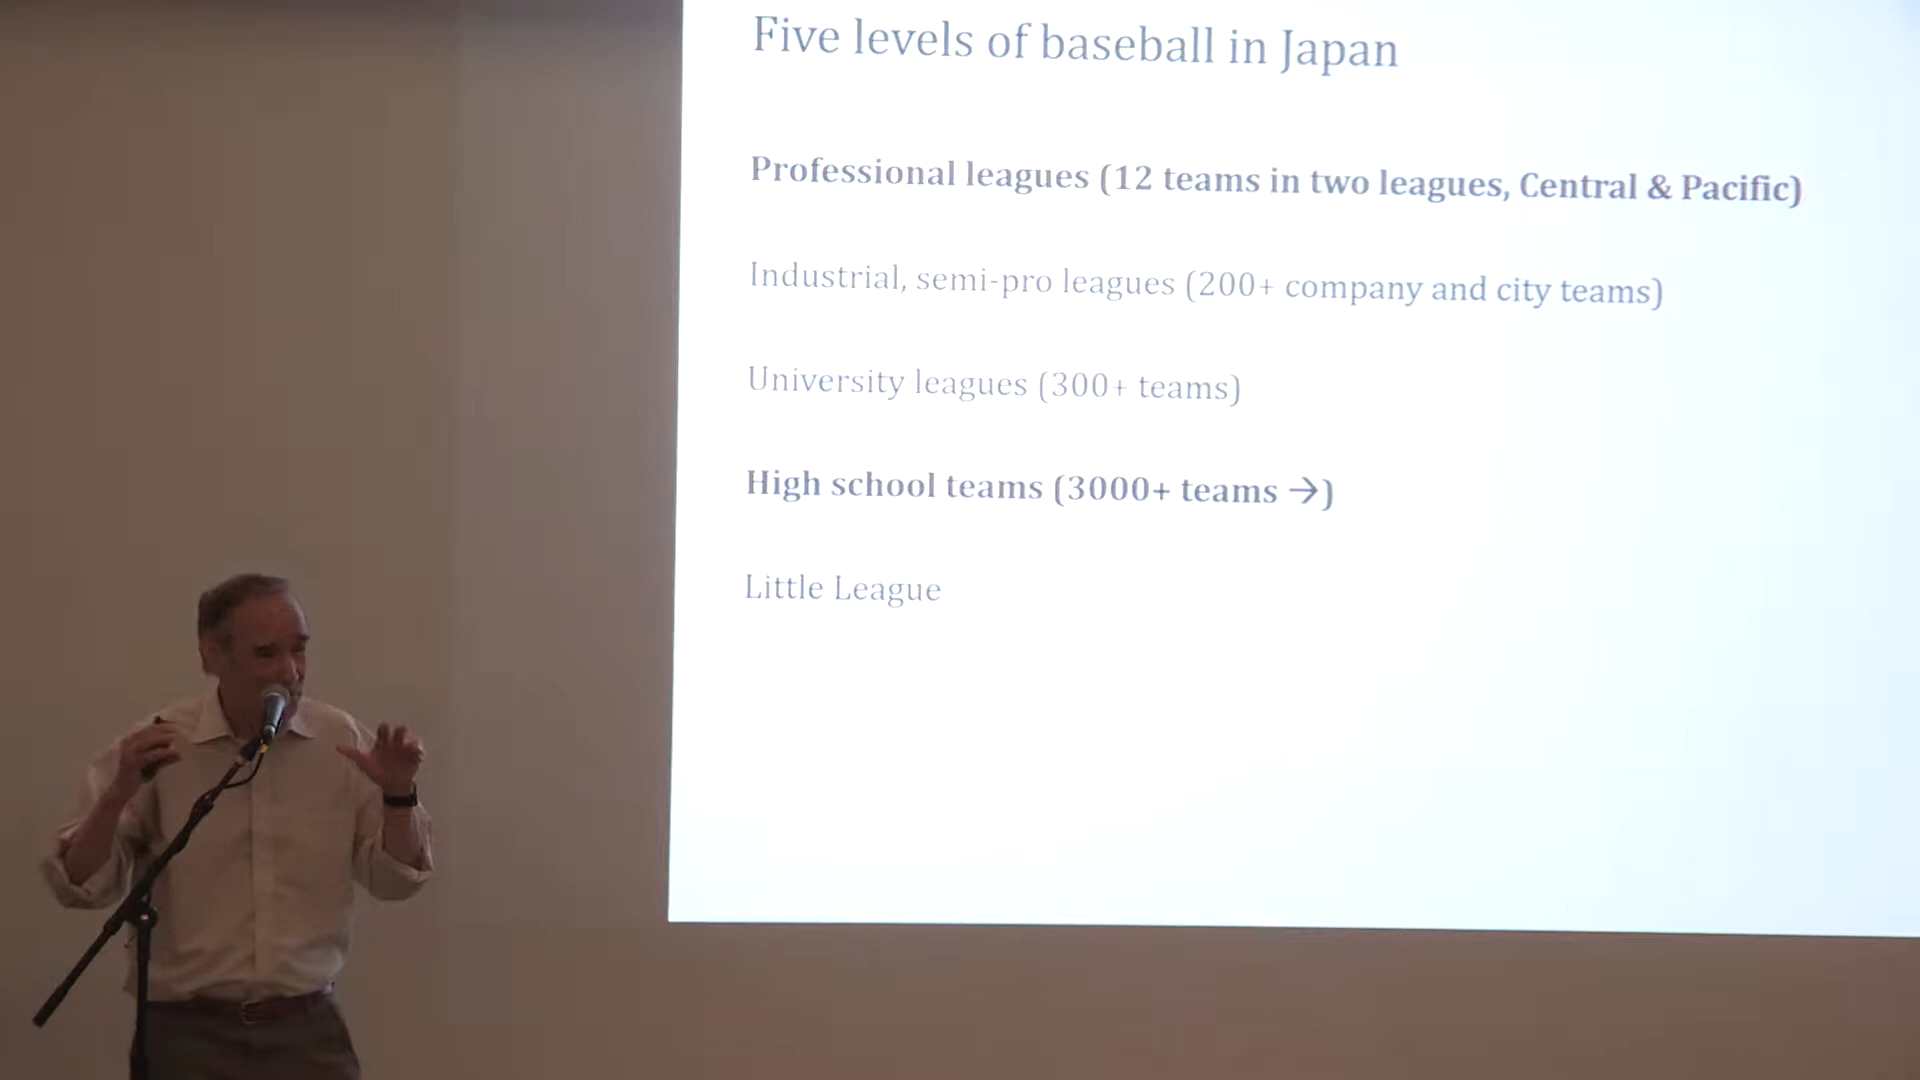 Five levels of baseball in Japan
Professional leagues (12 teams in two leagues, Central & Pacific)
Industrial, semi-pro leagues (200+ company and city teams)
University leagues (300+ teams)
High school teams (3000+ teams →)
Little League